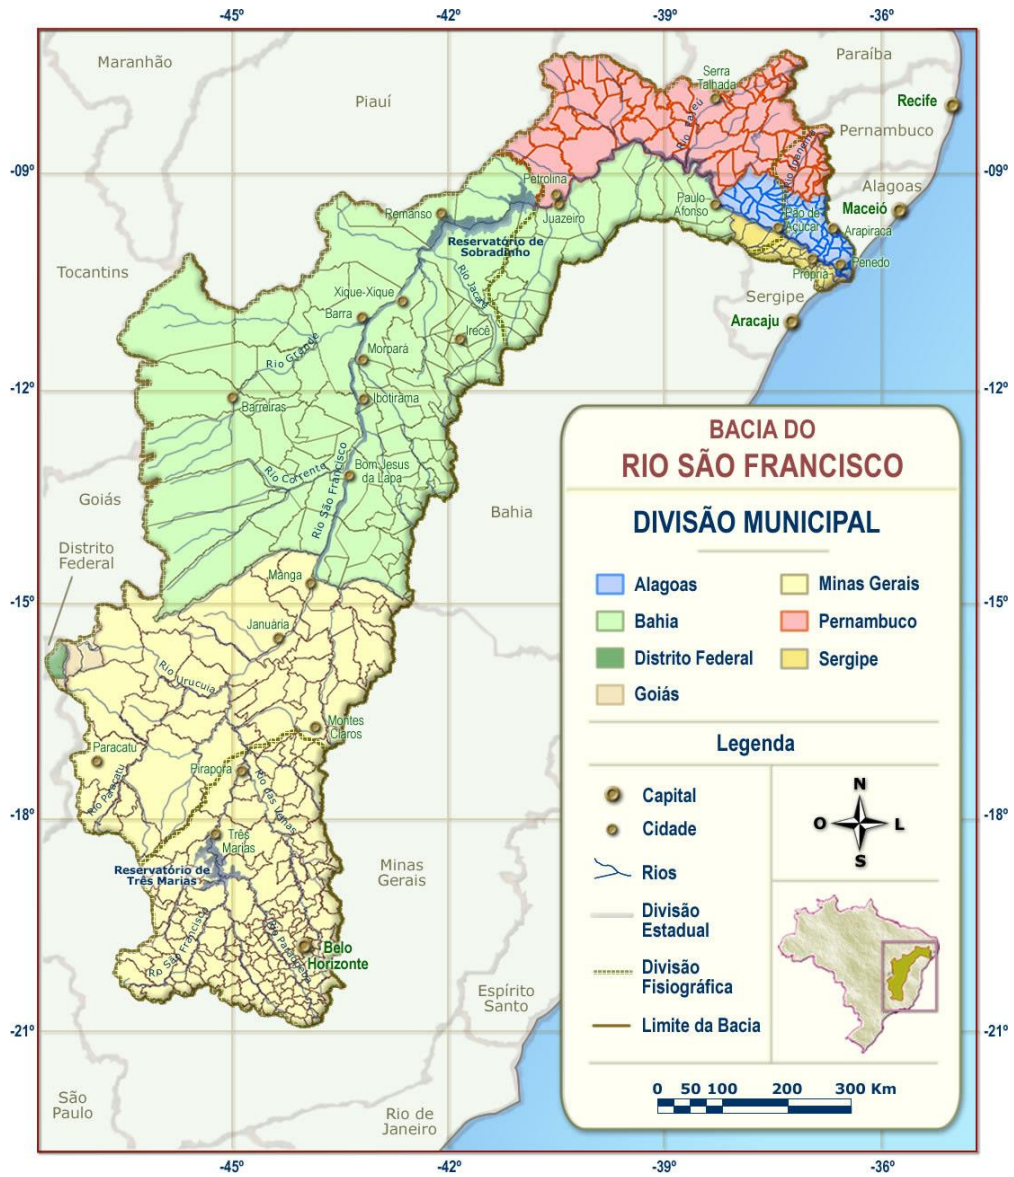 -45º
-42º
-39º
-36º
Maranhão
Piauí
Paraíba
Serra
Talhada
Recife
Rio Pajeú
Pernambuco
-09º
-09º
Petrolina
Alagoas
Remanso
Juazeiro
Paulo
Afonso
Maceió
Pão de
Açúcar
Arapiraca
Reservatório de
Sobradinho
Tocantins
Rio Jacaré
Penedo
Propriá
Xique-Xique
Sergipe
Barra
Irecê
Aracaju
Rio Grande
Morpará
-12º
-12º
Barreiras
Ibotirama
Rio Corrente
Bom Jesus
da Lapa
Rio São Francisco
Goiás
Bahia
Distrito
Federal
Manga
-15º
-15º
Januária
Rio Urucuia
Montes
Claros
Paracatu
Pirapora
Rio Paracatu
Rio das Velhas
-18º
-18º
Três
Marias
Reservatório de
Três Marias
Minas
Gerais
Rio São Francisco
Rio Paraopeba
Belo
Horizonte
Espírito
Santo
-21º
-21º
São
Paulo
Rio de
Janeiro
-45º
-42º
-39º
-36º
BACIA DO
RIO SÃO FRANCISCO
DIVISÃO MUNICIPAL
Alagoas
Minas Gerais
Bahia
Pernambuco
Distrito Federal
Sergipe
Goiás
Legenda
Capital
Cidade
Rios
Divisão
Estadual
Divisão
Fisiográfica
Limite da Bacia
N
O
L
S
0 50 100 200 300 Km